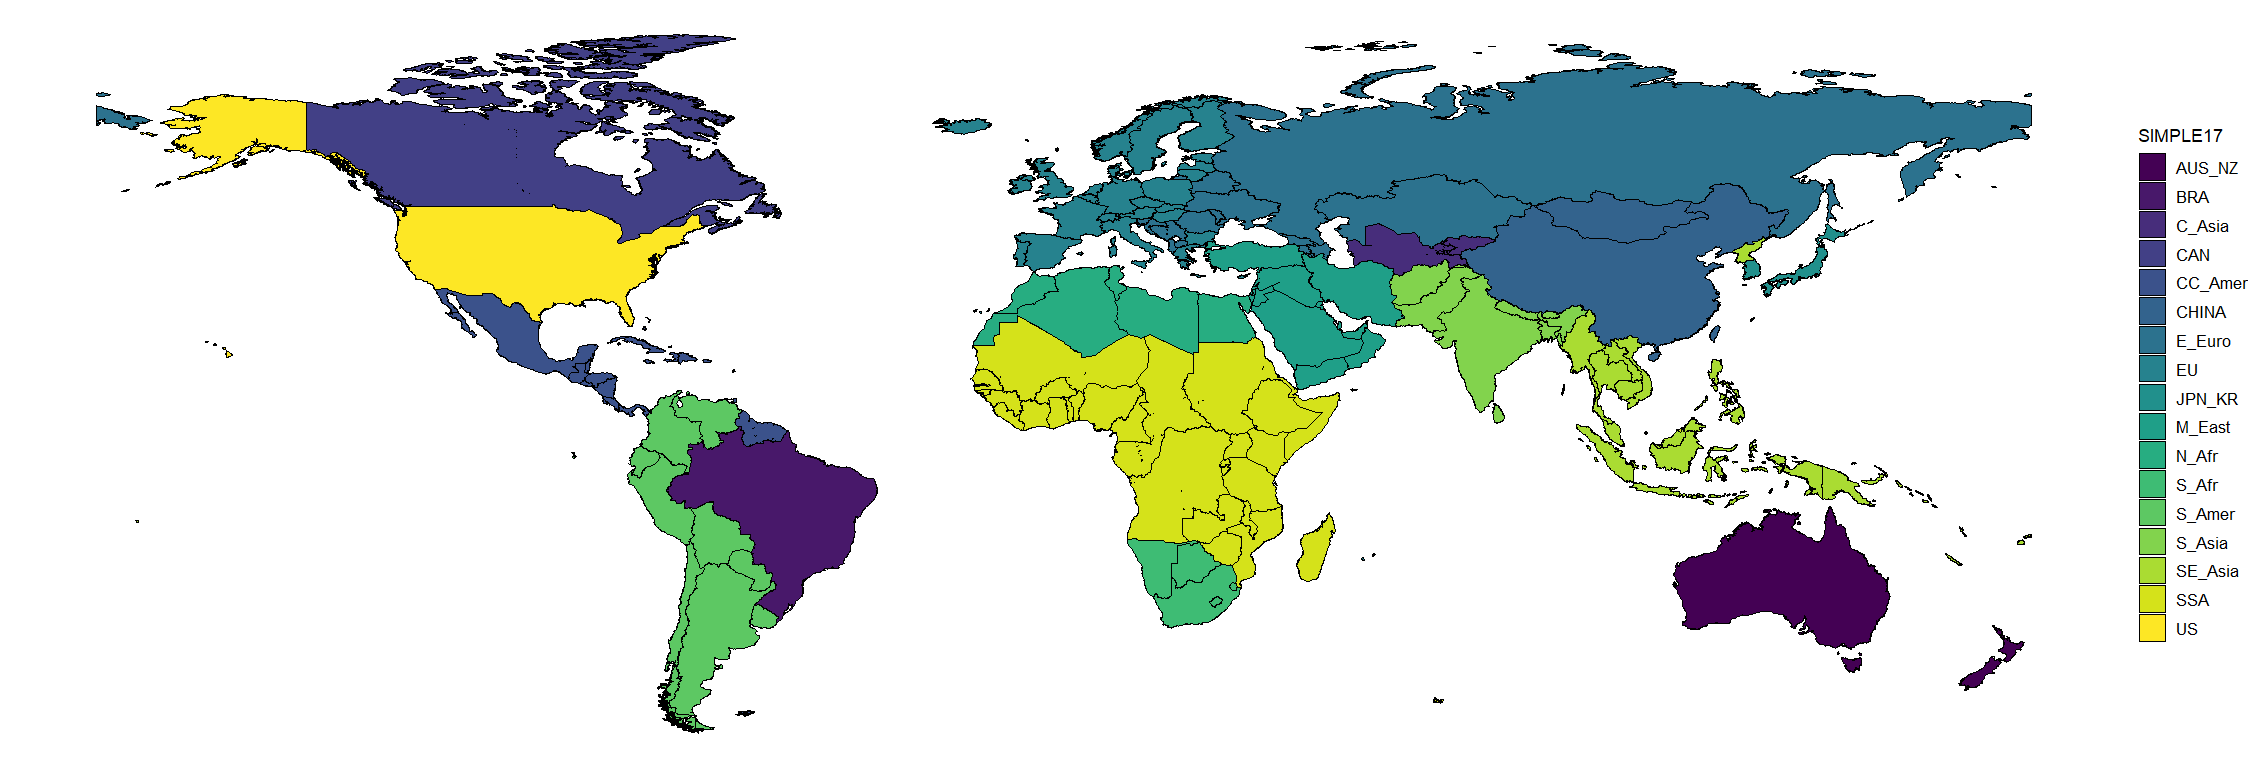 SIMPLE17
AUS_NZ
BRA
C_Asia
CAN
CC_Amer
CHINA
E_Euro
EU
JPN_KR
M_East
N_Afr
S_Afr
S_Amer
S_Asia
SE_Asia
SSA
US